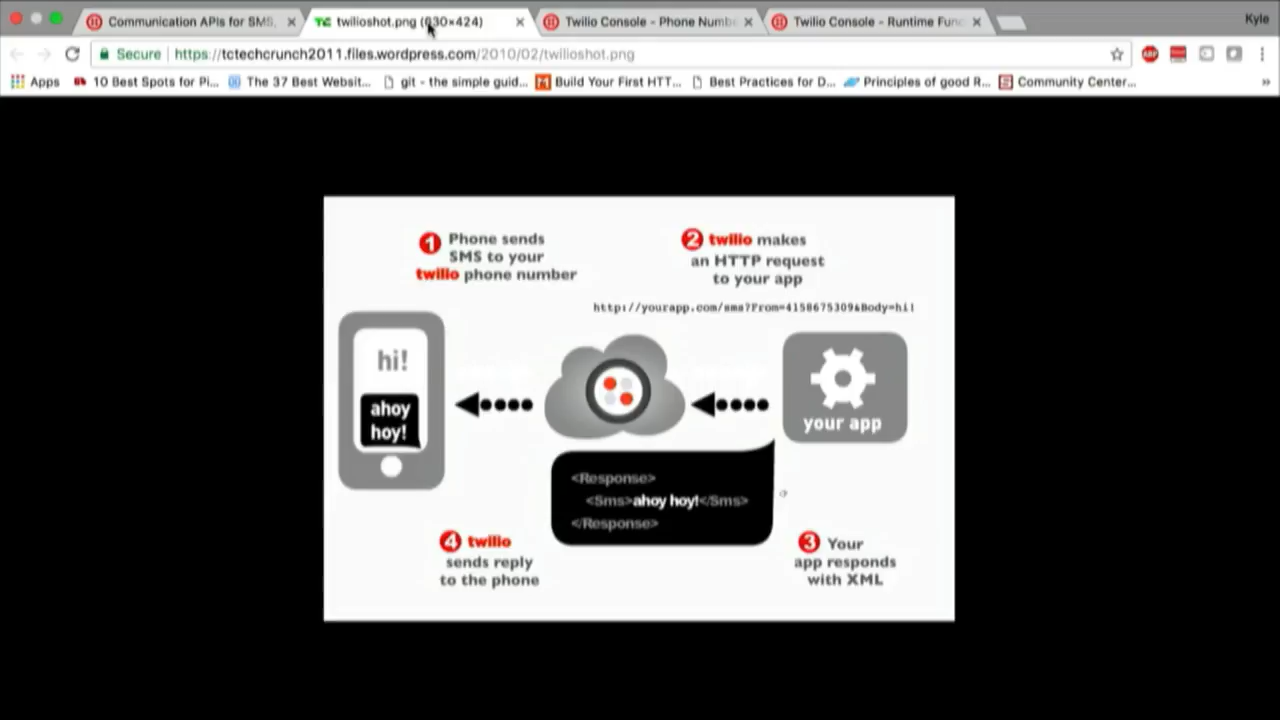 Communication APIs for SMS,
twilioshot.png (630×424)
Twilio Console - Phone Numbe
Twilio Console - Runtime Func
Kyle
Secure
https://tctechcrunch2011.files.wordpress.com/2010/02/twilioshot.png
ABP
Apps
10 Best Spots for Pi...
The 37 Best Websit...
git - the simple guid...
Build Your First HTT...
Best Practices for D...
Principles of good R...
Community Center...
»
1 Phone sends
SMS to your
twilio phone number
2 twilio makes
an HTTP request
to your app
http://yourapp.com/sms?From=4158675309&Body=hi!
hi!
ahoy
hoy!
your app
<Response>
<Sms>ahoy hoy!</Sms>
</Response>
4 twilio
sends reply
to the phone
3 Your
app responds
with XML